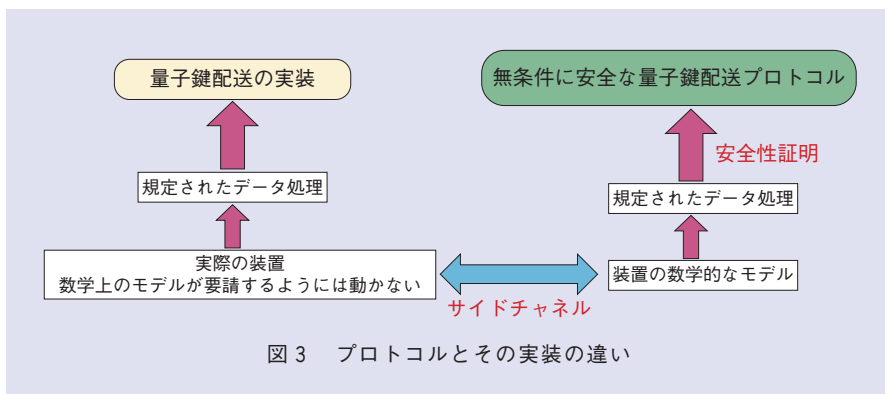 量子鍵配送の実装
無条件に安全な量子鍵配送プロトコル
安全性証明
規定されたデータ処理
規定されたデータ処理
実際の装置
数学上のモデルが要請するようには動かない
装置の数学的なモデル
サイドチャネル
図 3 プロトコルとその実装の違い